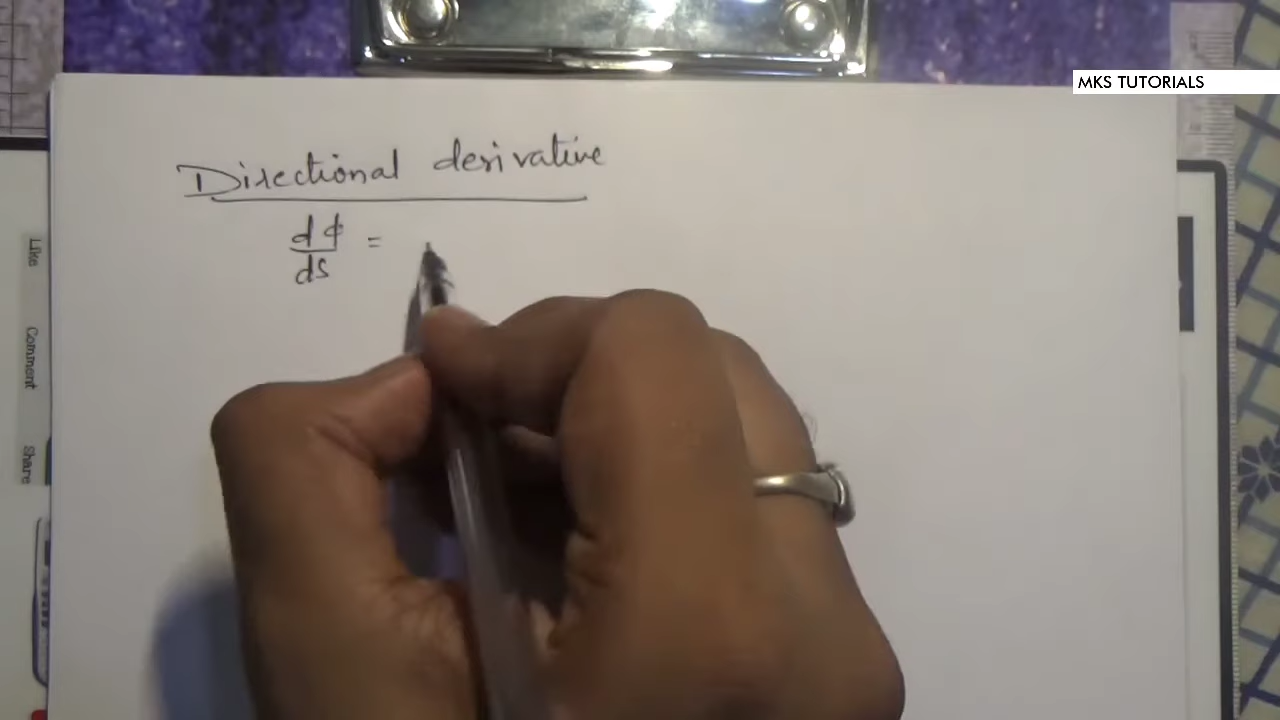 MKS TUTORIALS
Directional derivative
dϕ/ds =
Like
Comment
Share